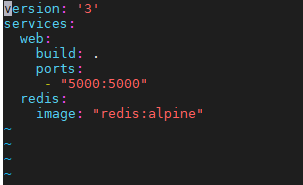 version: '3'
services:
  web:
    build: .
    ports:
     - "5000:5000"
  redis:
    image: "redis:alpine"
~
~
~
~